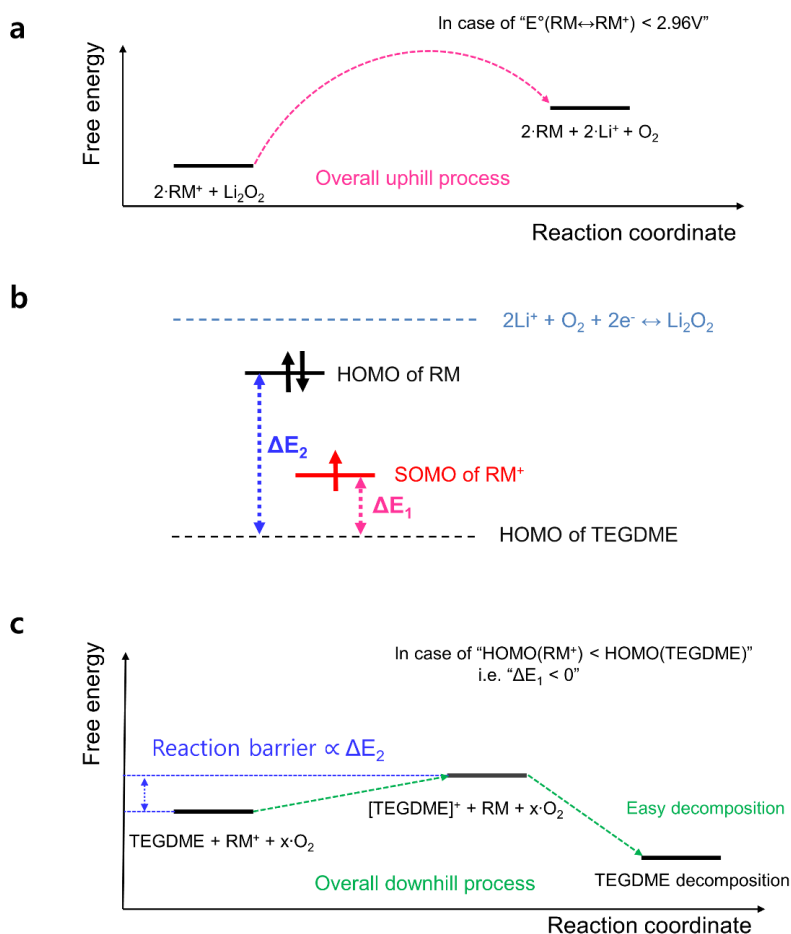 a
In case of “E°(RM↔RM⁺) < 2.96V”
Free energy
2·RM + 2·Li⁺ + O₂
2·RM⁺ + Li₂O₂
Overall uphill process
Reaction coordinate
b
2Li⁺ + O₂ + 2e⁻ ↔ Li₂O₂
HOMO of RM
ΔE₂
SOMO of RM⁺
ΔE₁
HOMO of TEGDME
c
In case of “HOMO(RM⁺) < HOMO(TEGDME)”
i.e. “ΔE₁ < 0”
Free energy
Reaction barrier ∝ ΔE₂
[TEGDME]⁺ + RM + x·O₂
Easy decomposition
TEGDME + RM⁺ + x·O₂
TEGDME decomposition
Overall downhill process
Reaction coordinate